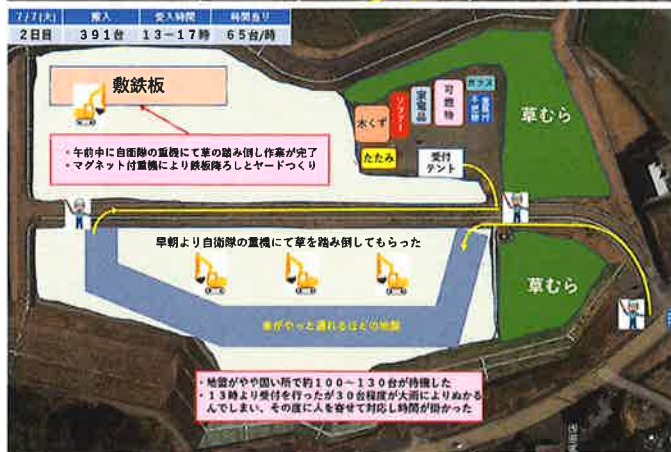 7/7(火) 搬入 受入時間 時間当り
2日目 391台 13－17時 65台/時
敷鉄板
・午前中に自衛隊の重機にて草の踏み倒し作業が完了
・マグネット付重機により鉄板降ろしとヤードつくり
木くず
ソファー
家電品
可燃物
ガラス
たたみ
受付
テント
草むら
早朝より自衛隊の重機にて草を踏み倒してもらった
草むら
車がやっと通れるほどの地盤
・地盤がやや固い所で約100～130台が待機した
・13時より受付を行ったが30台程度が大雨によりぬかる
んでしまい、その度に人を寄せて対応し時間が掛かった